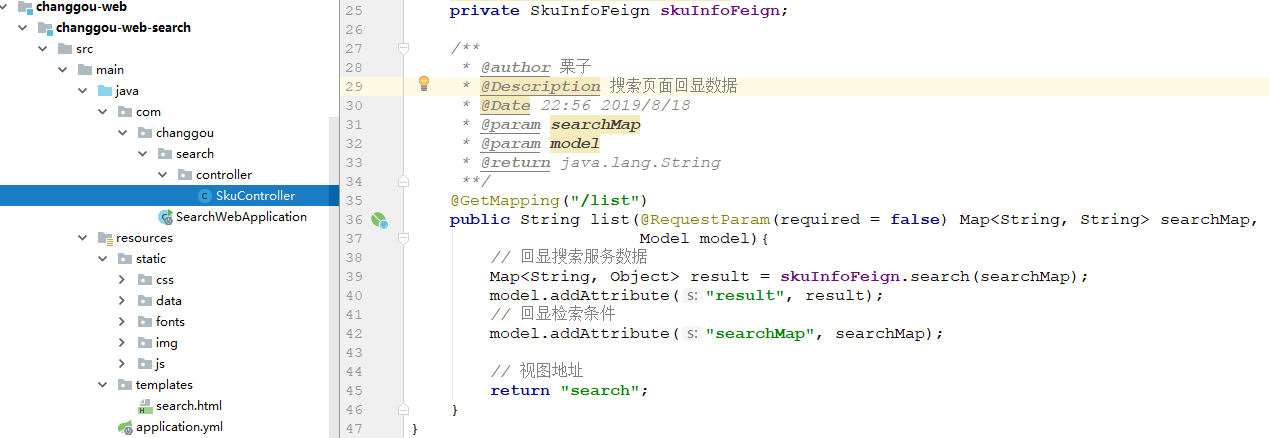 changgou-web
changgou-web-search
src
main
java
com
changgou
search
controller
SkuController
SearchWebApplication
resources
static
css
data
fonts
img
js
templates
search.html
application.yml
25 private SkuInfoFeign skuInfoFeign;
26
27 /**
28 * @author 栗子
29 * @Description 搜索页面回显数据
30 * @Date 22:56 2019/8/18
31 * @param searchMap
32 * @param model
33 * @return java.lang.String
34 **/
35 @GetMapping("/list")
36 public String list(@RequestParam(required = false) Map<String, String> searchMap,
37 Model model){
38 // 回显搜索服务数据
39 Map<String, Object> result = skuInfoFeign.search(searchMap);
40 model.addAttribute( s: "result", result);
41 // 回显检索条件
42 model.addAttribute( s: "searchMap", searchMap);
43
44 // 视图地址
45 return "search";
46 }
47 }